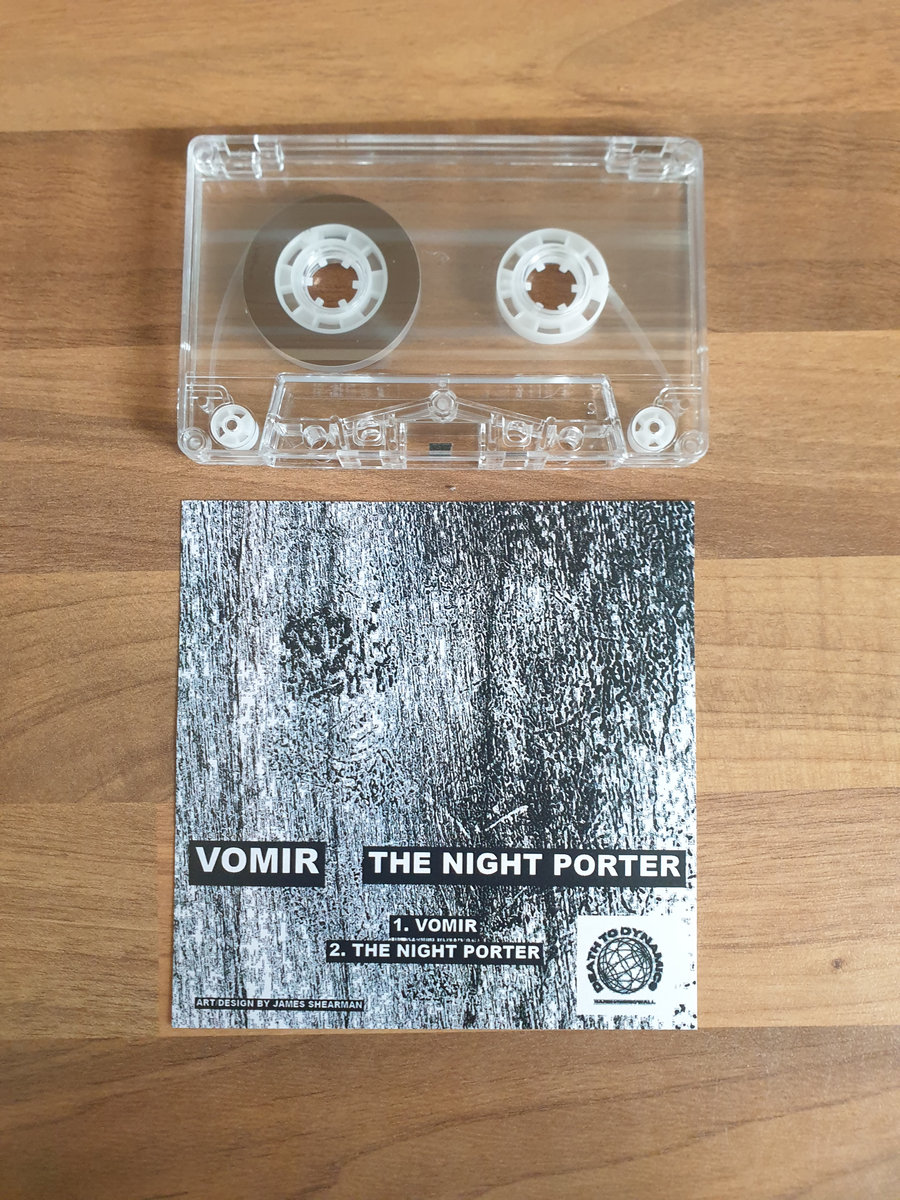 VOMIR
THE NIGHT PORTER
1. VOMIR
2. THE NIGHT PORTER
DEATH TO DYNAMICS
ART DESIGN BY JAMES SHEARMAN